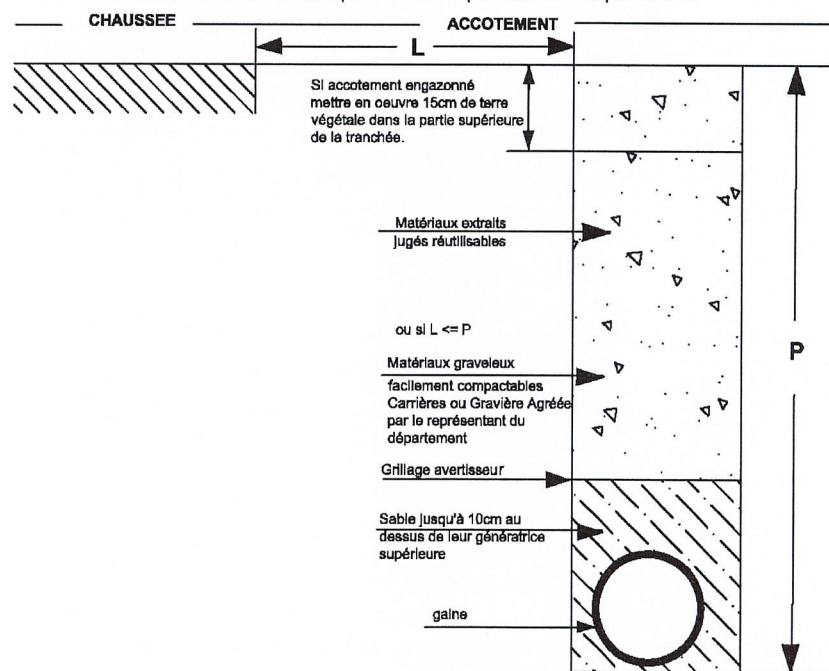 CHAUSSEE
ACCOTEMENT
L
Si accotement engazonné
mettre en oeuvre 15cm de terre
végétale dans la partie supérieure
de la tranchée.
Matériaux extraits
jugés réutilisables
ou si L <= P
P
Matériaux graveleux
facilement compactables
Carrières ou Gravière Agréée
par le représentant du
département
Grillage avertisseur
Sable jusqu'à 10cm au
dessus de leur génératrice
supérieure
gaine